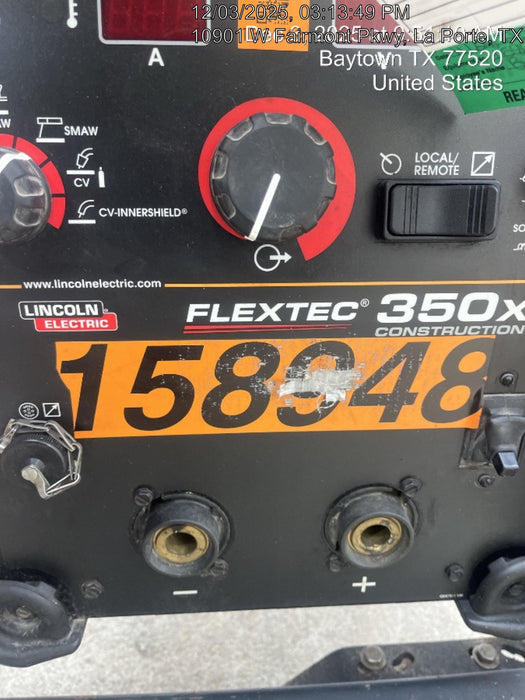 12/03/2025, 03:13:49 PM
10901 W Fairmont Pkwy, La Porte, TX
Baytown TX 77520
United States
A
V
REA
SMAW
CV
CV-INNERSHIELD®
LOCAL/
REMOTE
www.lincolnelectric.com
LINCOLN®
ELECTRIC
FLEXTEC® 350x
CONSTRUCTION
158948
−
+